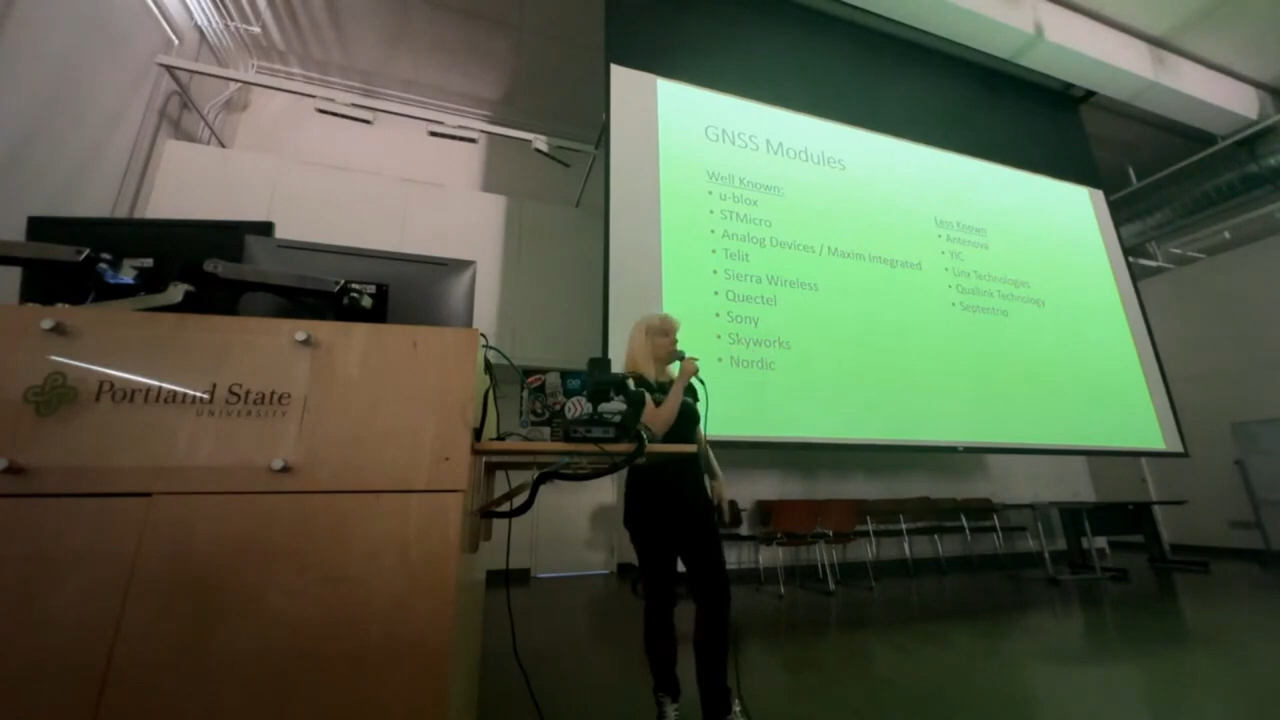 GNSS Modules
Well Known:
• u-blox
• STMicro
• Analog Devices / Maxim Integrated
• Telit
• Sierra Wireless
• Quectel
• Sony
• Skyworks
• Nordic
Less Known:
• Antenova
• YIC
• Linx Technologies
• Quallink Technology
• Septentrio
Portland State
UNIVERSITY